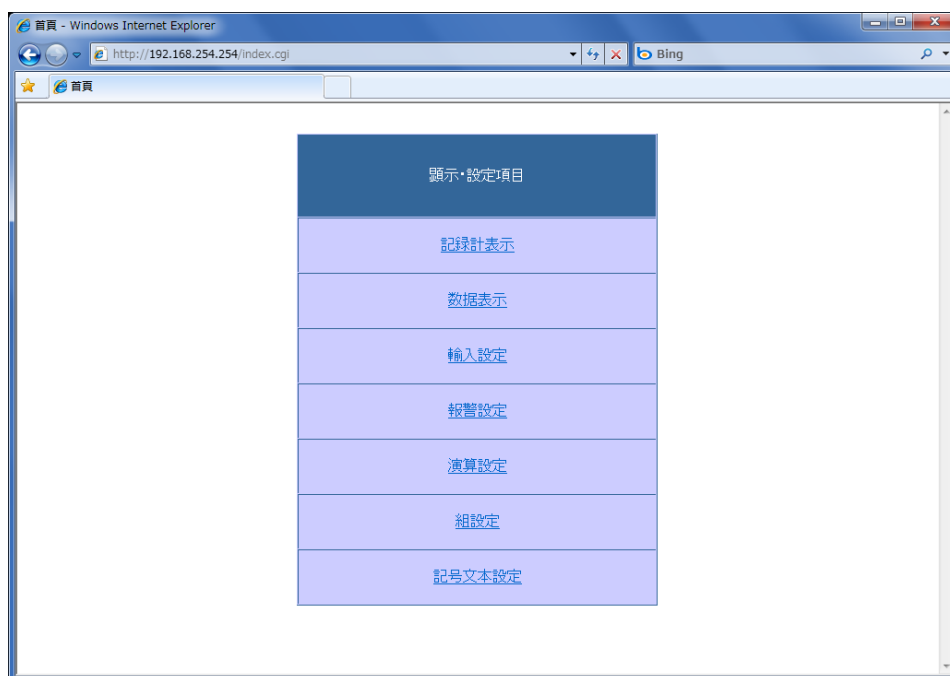 首頁 - Windows Internet Explorer
http://192.168.254.254/index.cgi
Bing
首頁
顕示・設定項目
記録計表示
数据表示
輸入設定
報警設定
演算設定
組設定
記号文本設定